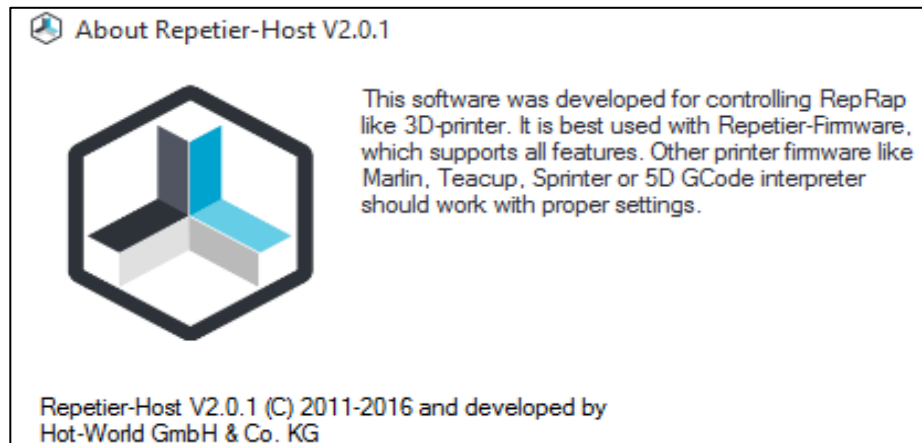 About Repetier-Host V2.0.1
This software was developed for controlling RepRap
like 3D-printer. It is best used with Repetier-Firmware,
which supports all features. Other printer firmware like
Marlin, Teacup, Sprinter or 5D GCode interpreter
should work with proper settings.
Repetier-Host V2.0.1 (C) 2011-2016 and developed by
Hot-World GmbH & Co. KG